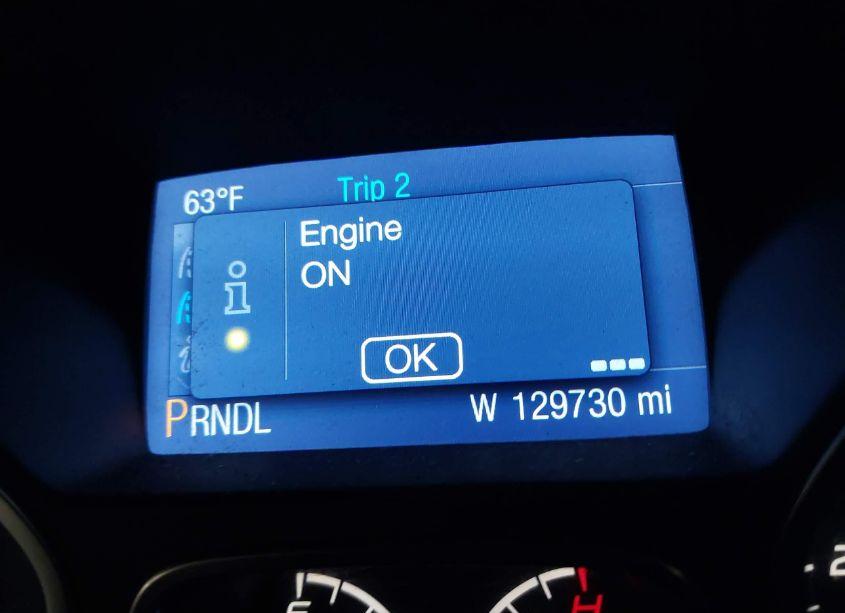 63°F Trip 2
Engine
ON
OK
PRNDL W 129730 mi
H